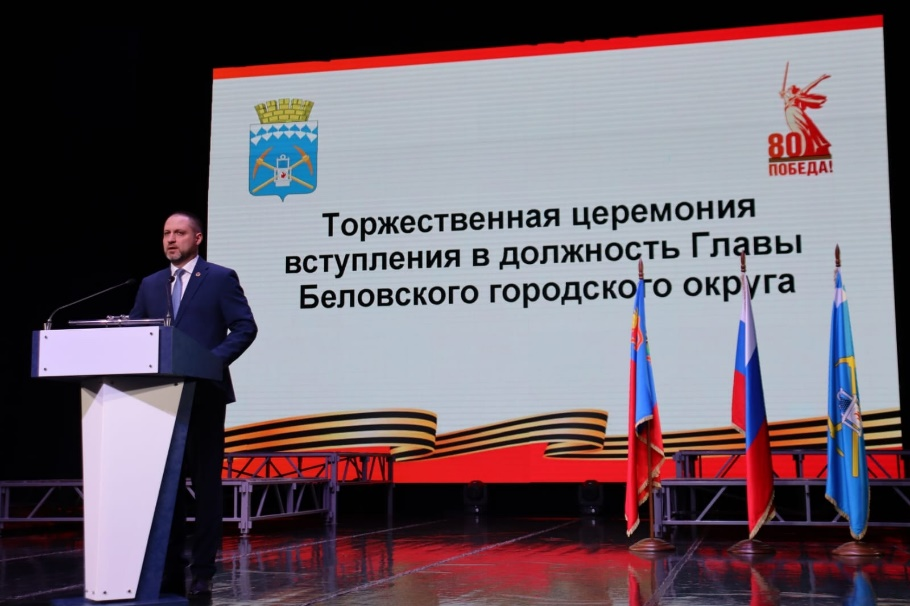 80
ПОБЕДА!
Торжественная церемония
вступления в должность Главы
Беловского городского округа